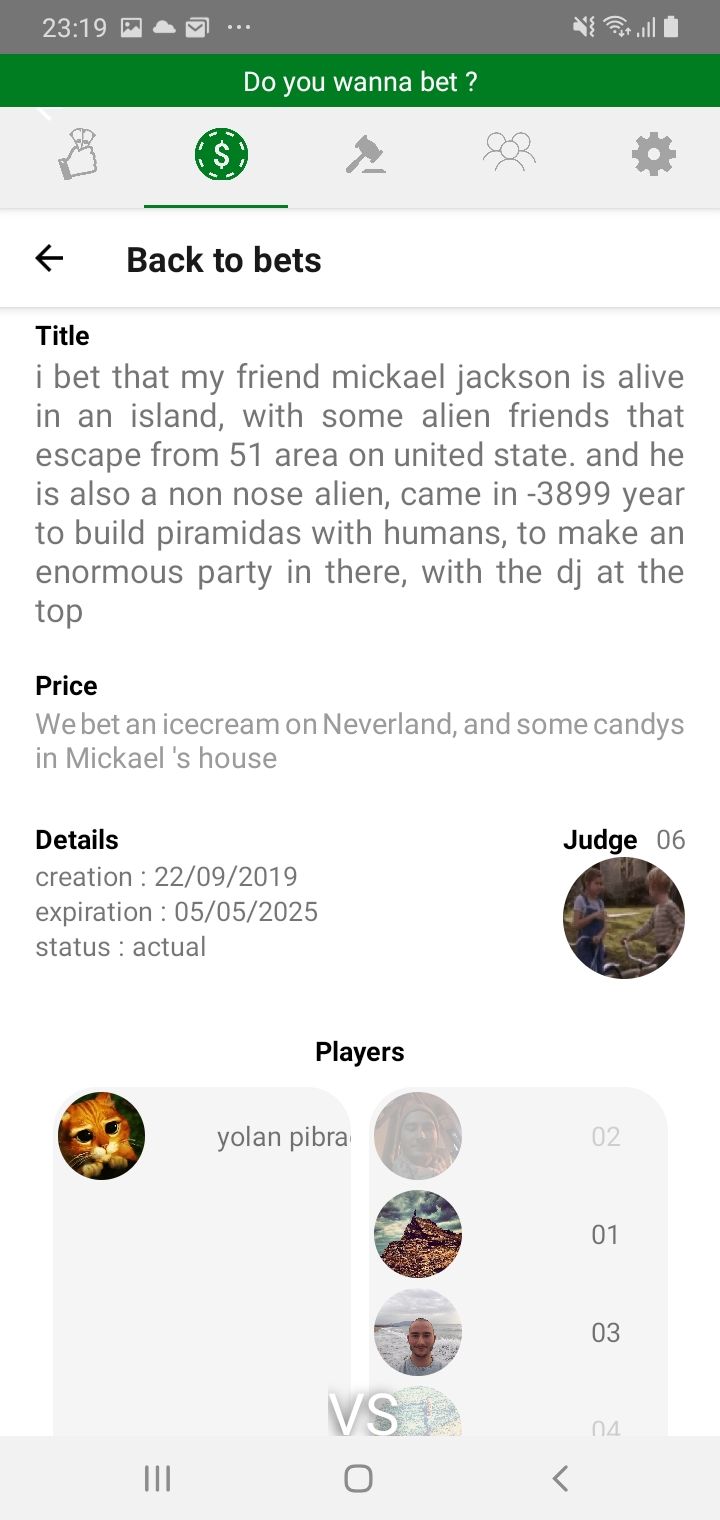 23:19
Do you wanna bet ?
$
Back to bets
Title
i bet that my friend mickael jackson is alive
in an island, with some alien friends that
escape from 51 area on united state. and he
is also a non nose alien, came in -3899 year
to build piramidas with humans, to make an
enormous party in there, with the dj at the
top
Price
We bet an icecream on Neverland, and some candys
in Mickael 's house
Details
Judge 06
creation : 22/09/2019
expiration : 05/05/2025
status : actual
Players
yolan pibra
02
01
03
VS
04